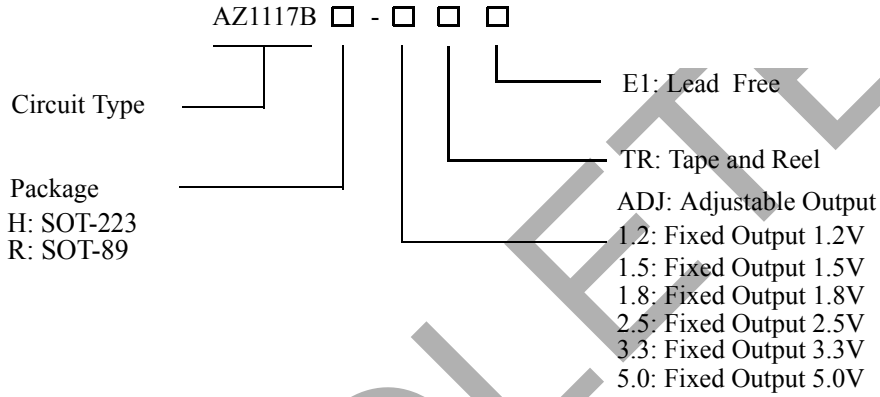 AZ1117B □ - □ □ □
E1: Lead Free
Circuit Type
TR: Tape and Reel
Package
H: SOT-223
R: SOT-89
ADJ: Adjustable Output
1.2: Fixed Output 1.2V
1.5: Fixed Output 1.5V
1.8: Fixed Output 1.8V
2.5: Fixed Output 2.5V
3.3: Fixed Output 3.3V
5.0: Fixed Output 5.0V